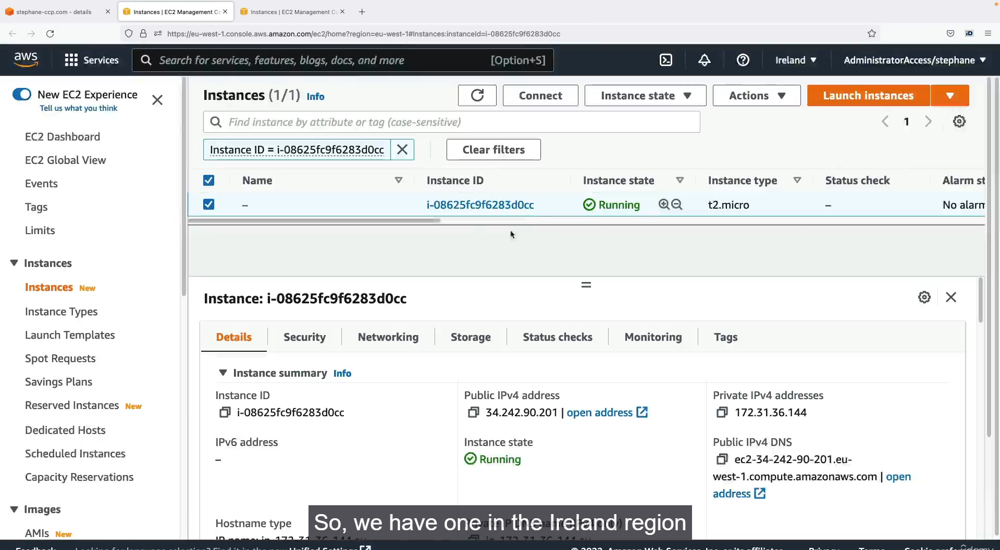 stephane-ccp.com - details
Instances | EC2 Management Co
Instances | EC2 Management Co
https://eu-west-1.console.aws.amazon.com/ec2/home?region=eu-west-1#Instances:instanceId=i-08625fc9f6283d0cc
iD
aws
Services
Search for services, features, blogs, docs, and more
[Option+S]
Ireland
AdministratorAccess/stephane
New EC2 Experience
Tell us what you think
EC2 Dashboard
EC2 Global View
Events
Tags
Limits
Instances
Instances New
Instance Types
Launch Templates
Spot Requests
Savings Plans
Reserved Instances New
Dedicated Hosts
Scheduled Instances
Capacity Reservations
Images
AMIs New
Instances (1/1) Info
Connect
Instance state
Actions
Launch instances
Find instance by attribute or tag (case-sensitive)
1
Instance ID = i-08625fc9f6283d0cc
Clear filters
Name Instance ID Instance state Instance type Status check Alarm st
– i-08625fc9f6283d0cc Running t2.micro – No alarm
Instance: i-08625fc9f6283d0cc
Details Security Networking Storage Status checks Monitoring Tags
Instance summary Info
Instance ID
i-08625fc9f6283d0cc
Public IPv4 address
34.242.90.201 | open address
Private IPv4 addresses
172.31.36.144
IPv6 address
–
Instance state
Running
Public IPv4 DNS
ec2-34-242-90-201.eu-
west-1.compute.amazonaws.com | open
address
Hostname type
So, we have one in the Ireland region